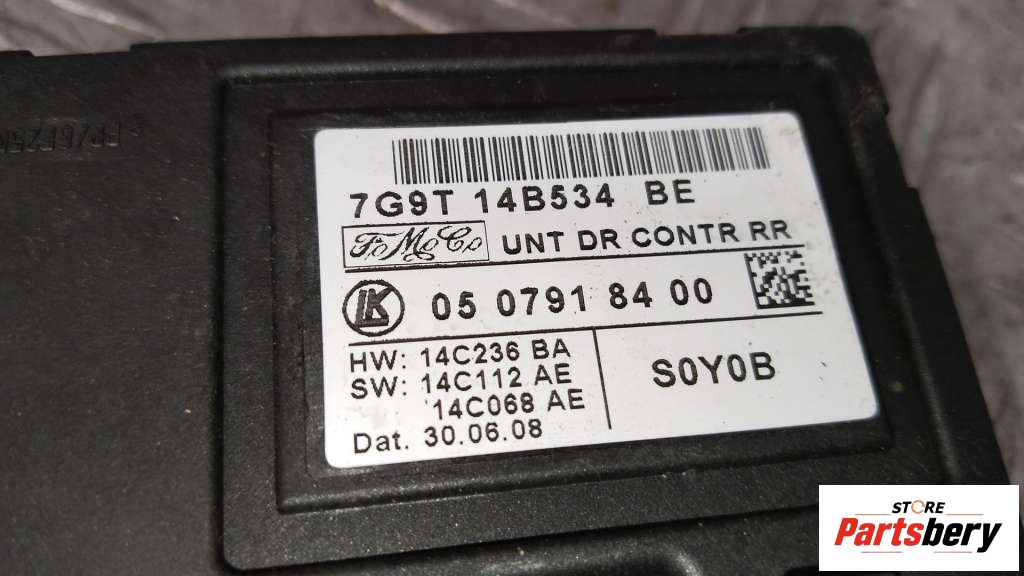 7G9T 14B534 BE
FoMoCo UNT DR CONTR RR
LK 05 0791 84 00
HW: 14C236 BA
SW: 14C112 AE
14C068 AE
Dat. 30.06.08
S0Y0B
STORE
Partsbery